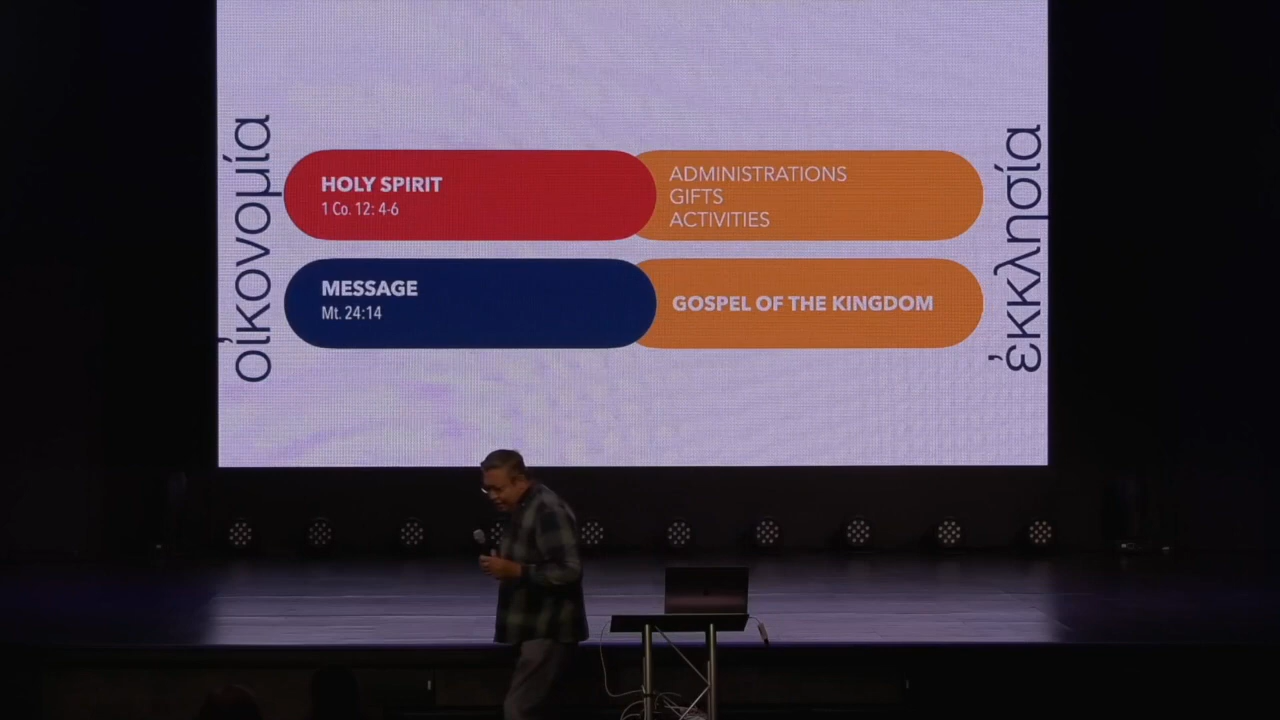 οἰκονομία
HOLY SPIRIT
1 Co. 12: 4-6
ADMINISTRATIONS
GIFTS
ACTIVITIES
MESSAGE
Mt. 24:14
GOSPEL OF THE KINGDOM
ἐκκλησία